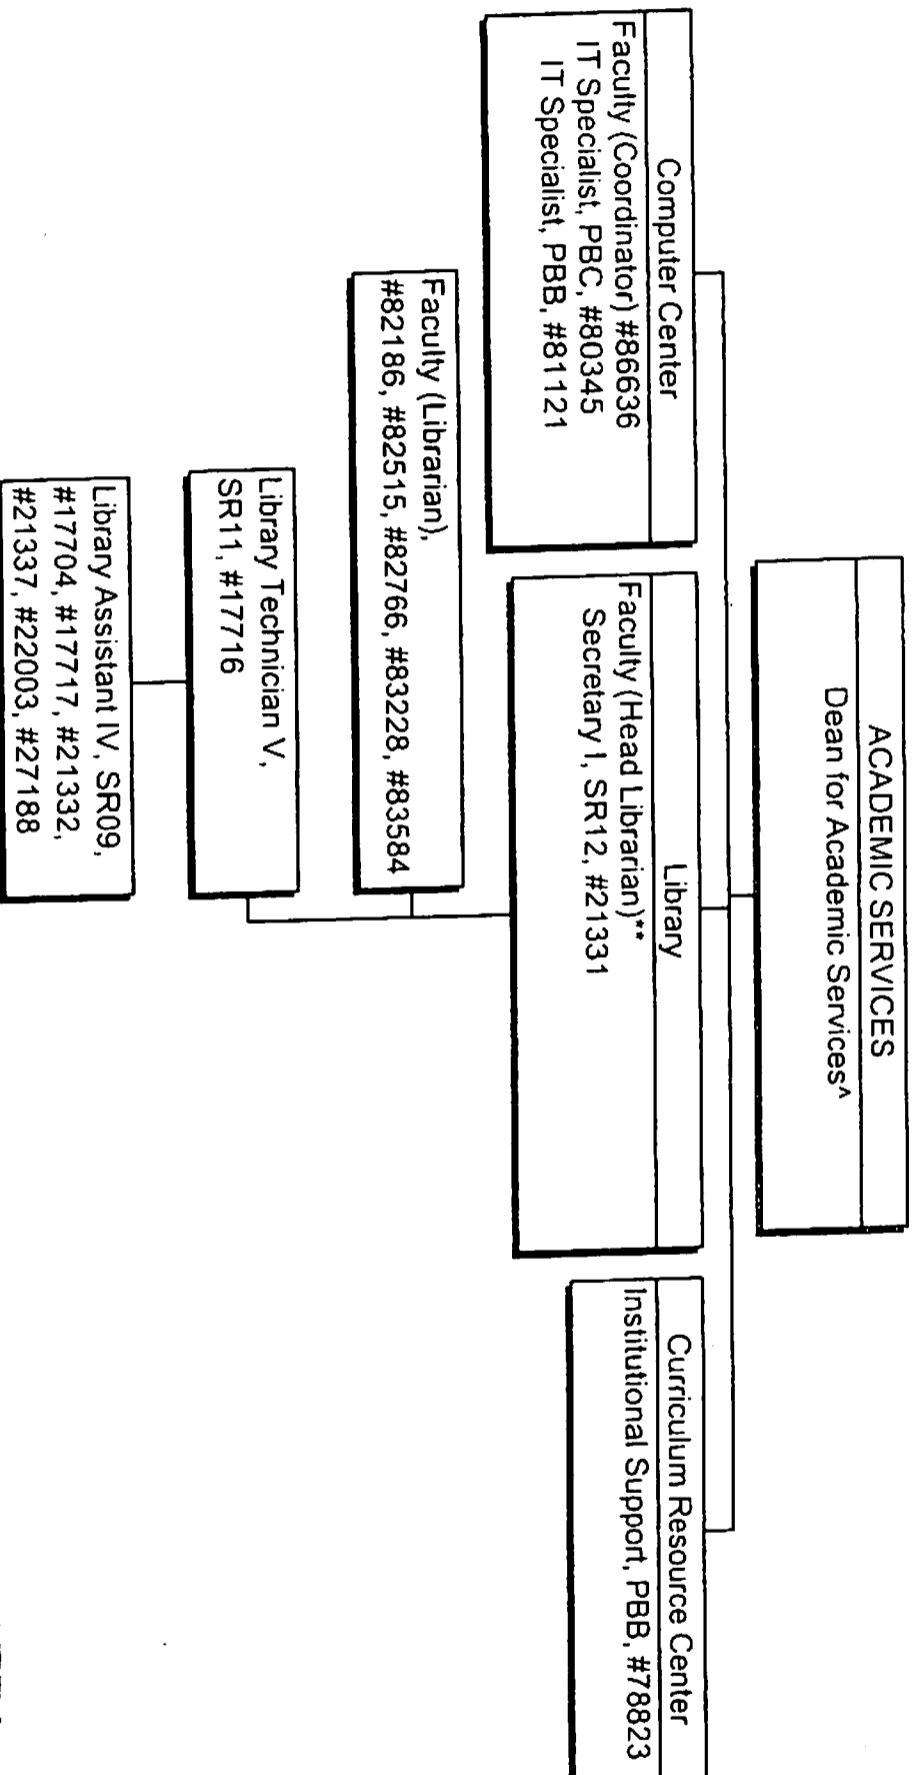 ACADEMIC SERVICES
Dean for Academic Services^
Computer Center
Faculty (Coordinator) #86636
IT Specialist, PBC, #80345
IT Specialist, PBB, #81121
Library
Faculty (Head Librarian)**
Secretary I, SR12, #21331
Curriculum Resource Center
Institutional Support, PBB, #78823
Faculty (Librarian),
#82186, #82515, #82766, #83228, #83584
Library Technician V,
SR11, #17716
Library Assistant IV, SR09,
#17704, #17717, #21332,
#21337, #22003, #27188